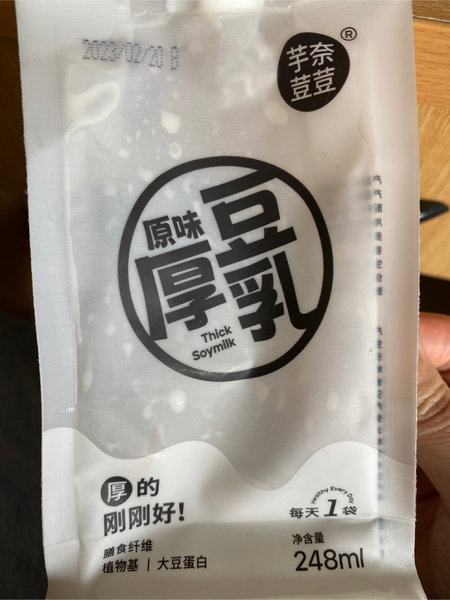 2023/02/20 B
芋奈®
荳荳
原味
厚豆乳
Thick
Soymilk
厚的
刚刚好!
Healthy Every Day
每天1袋
膳食纤维
植物基 | 大豆蛋白
净含量
248ml